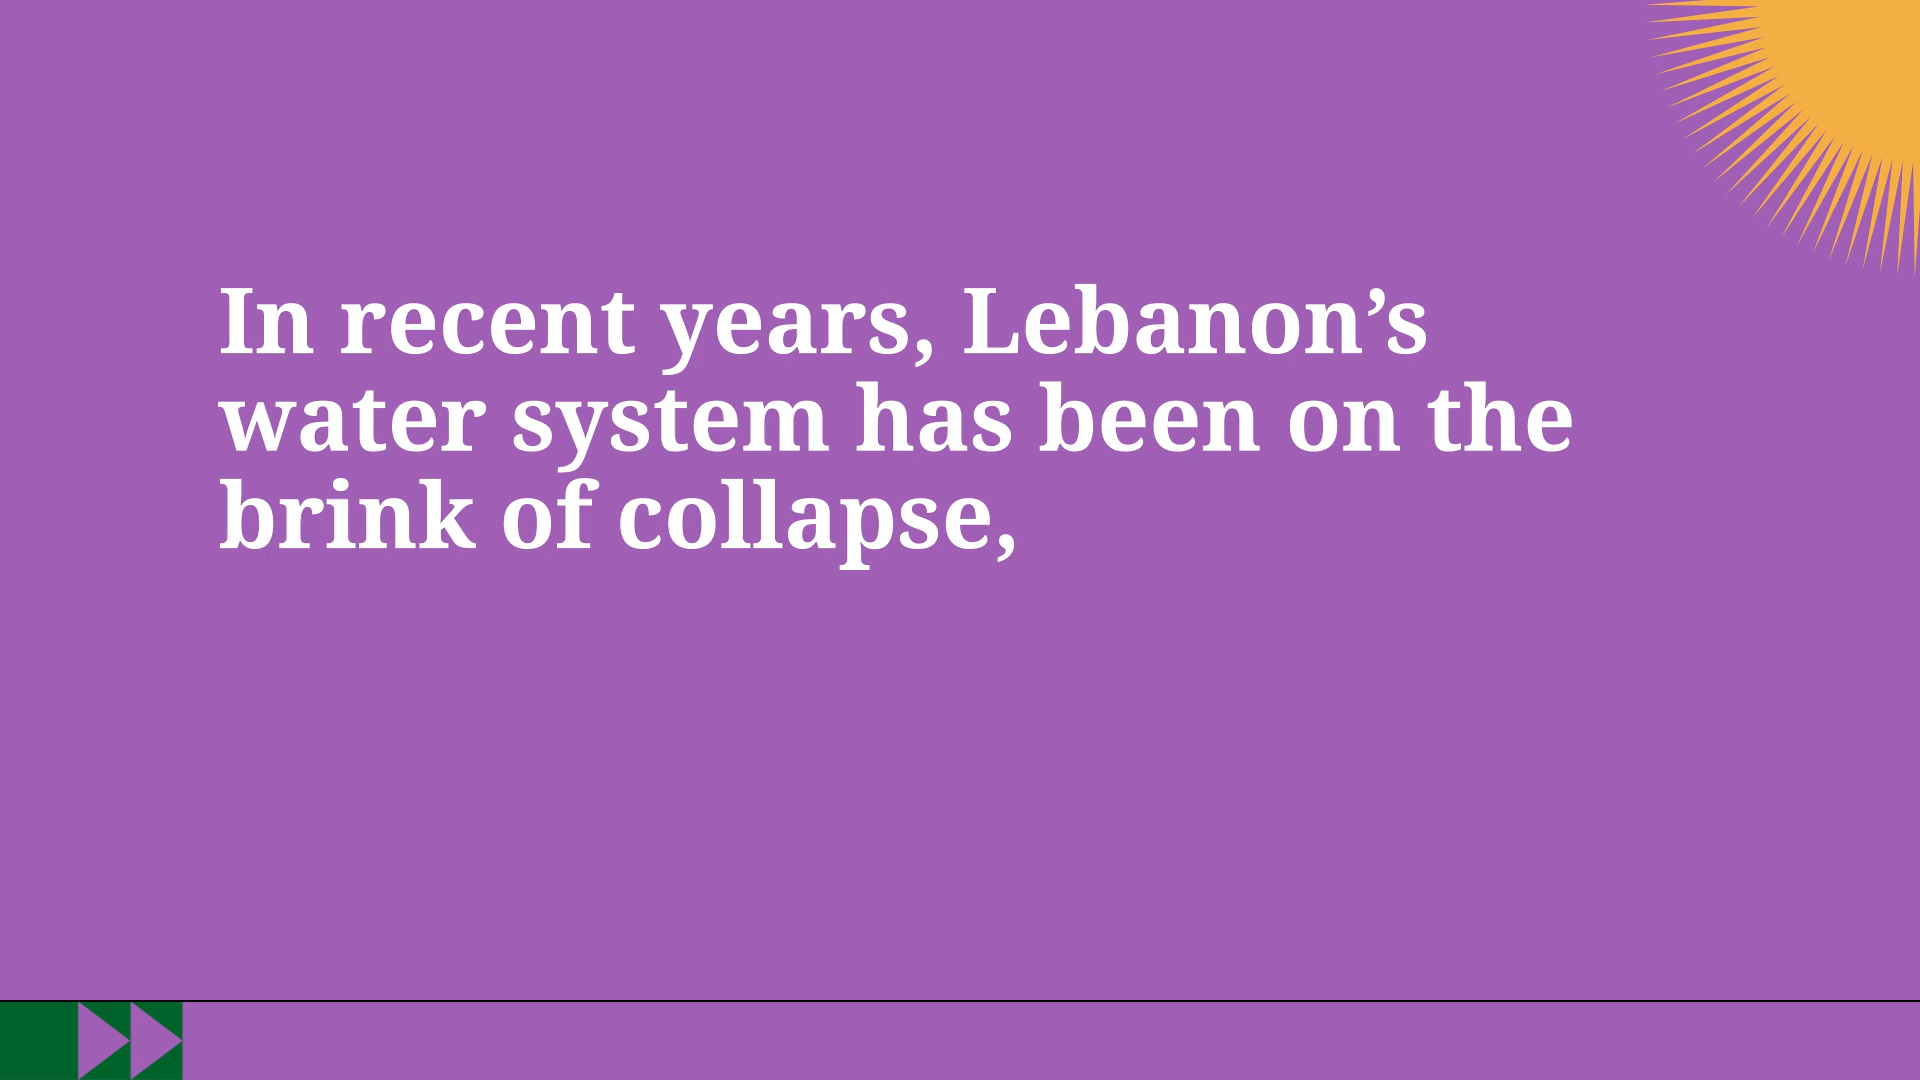 In recent years, Lebanon’s
water system has been on the
brink of collapse,